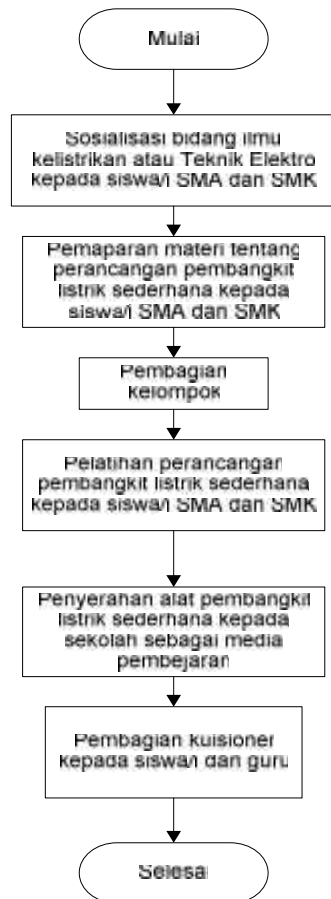 Mulai
Sosialisasi bidang ilmu
kelistrikan atau Teknik Elektro
kepada siswa/i SMA dan SMK
Pemaparan materi tentang
perancangan pembangkit
listrik sederhana kepada
siswa/i SMA dan SMK
Pembagian
kelompok
Pelatihan perancangan
pembangkit listrik sederhana
kepada siswa/i SMA dan SMK
Penyerahan alat pembangkit
listrik sederhana kepada
sekolah sebagai media
pembejaran
Pembagian kuisioner
kepada siswa/i dan guru
Selesai